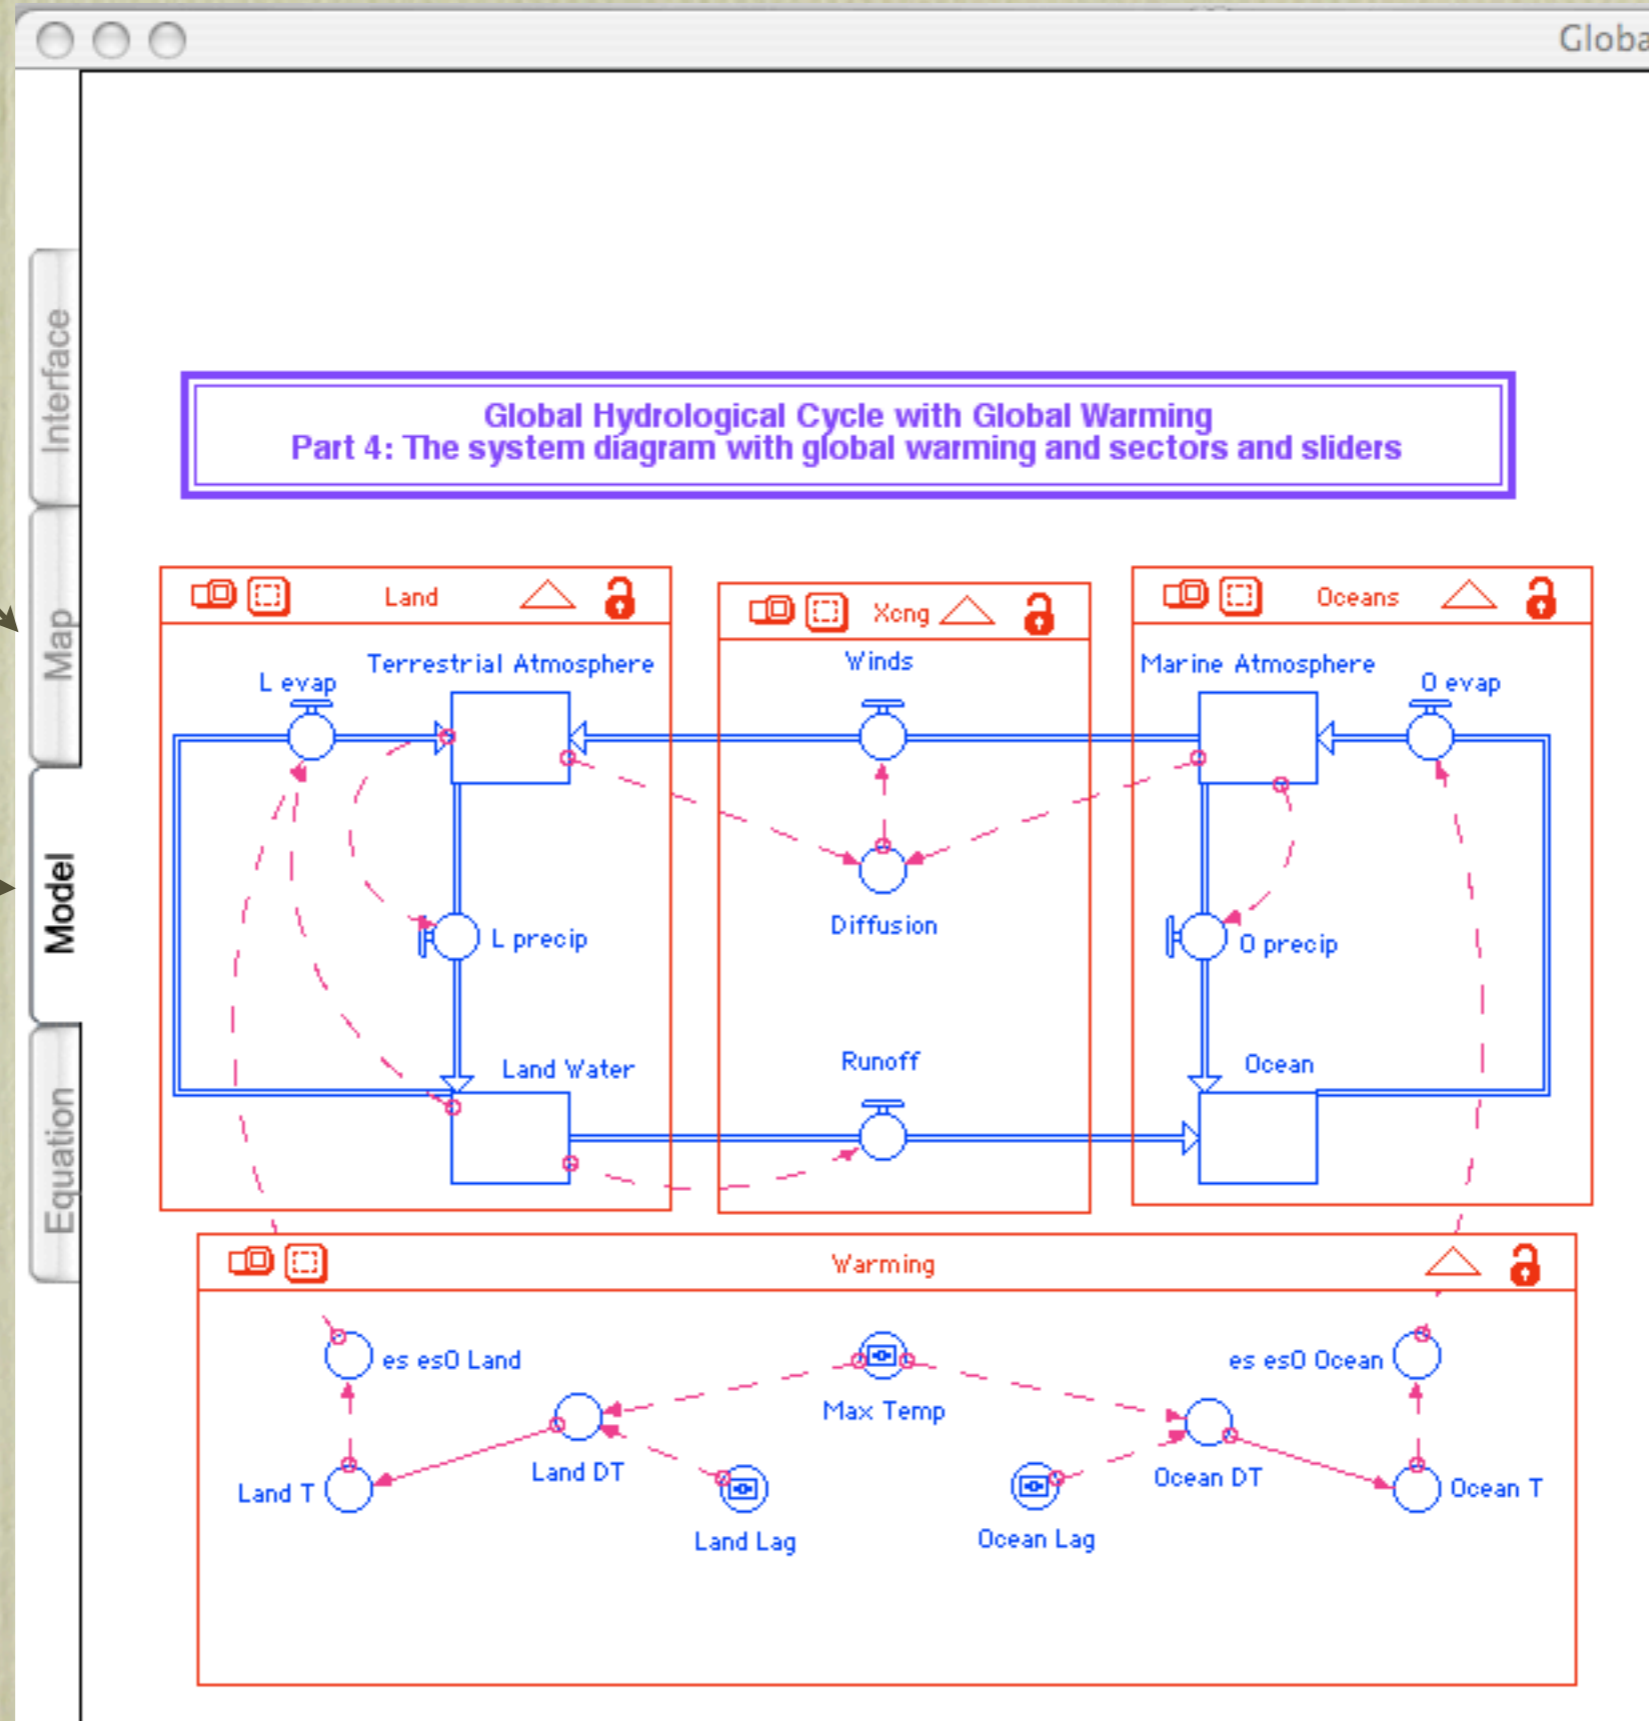 Globa
Interface
Map
Model
Equation
Global Hydrological Cycle with Global Warming
Part 4: The system diagram with global warming and sectors and sliders
Land
Xcng
Oceans
Terrestrial Atmosphere
Winds
Marine Atmosphere
L evap
O evap
Diffusion
L precip
O precip
Land Water
Runoff
Ocean
Warming
es es0 Land
es es0 Ocean
Max Temp
Land DT
Ocean DT
Land T
Ocean T
Land Lag
Ocean Lag